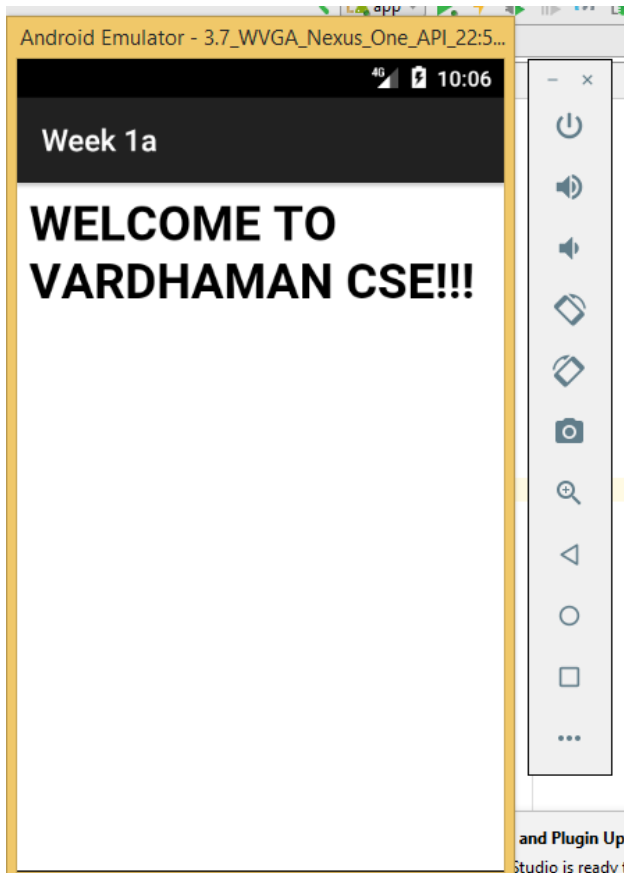 app
Android Emulator - 3.7_WVGA_Nexus_One_API_22:5...
4G 10:06
Week 1a
WELCOME TO
VARDHAMAN CSE!!!
and Plugin Up
Studio is ready